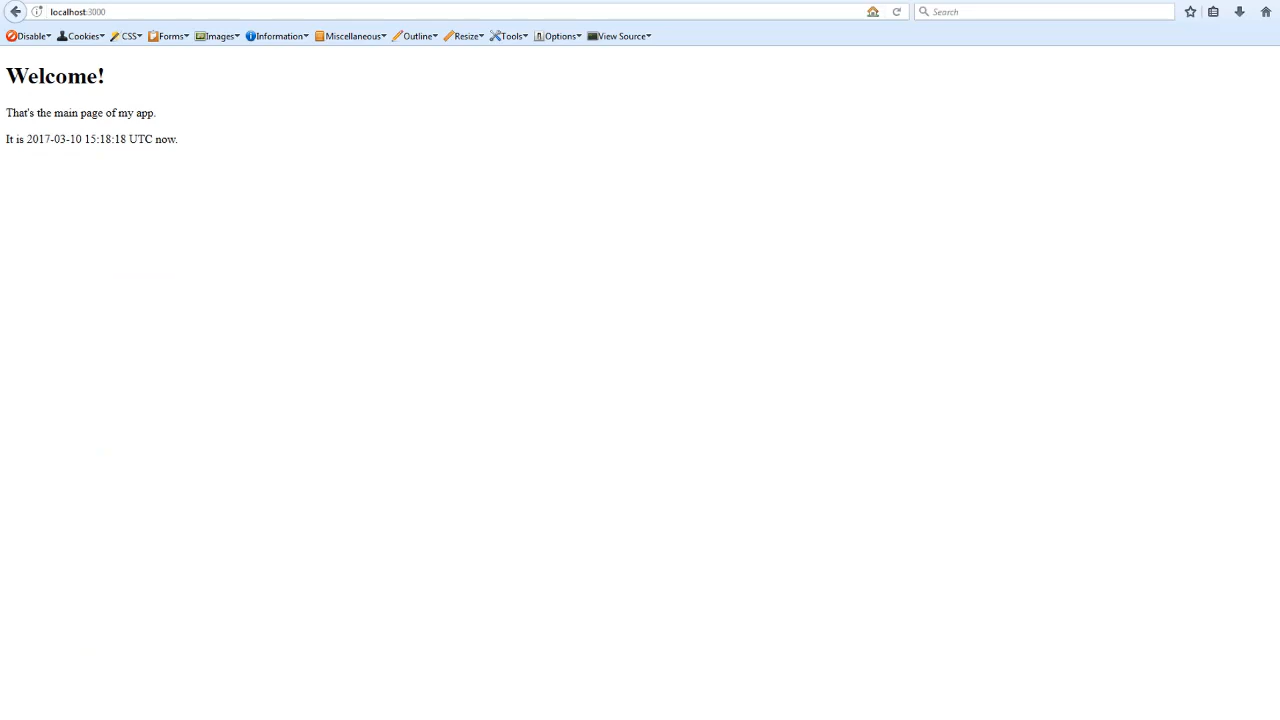 localhost:3000
Search
Disable Cookies CSS Forms Images Information Miscellaneous Outline Resize Tools Options View Source
Welcome!
That's the main page of my app.
It is 2017-03-10 15:18:18 UTC now.